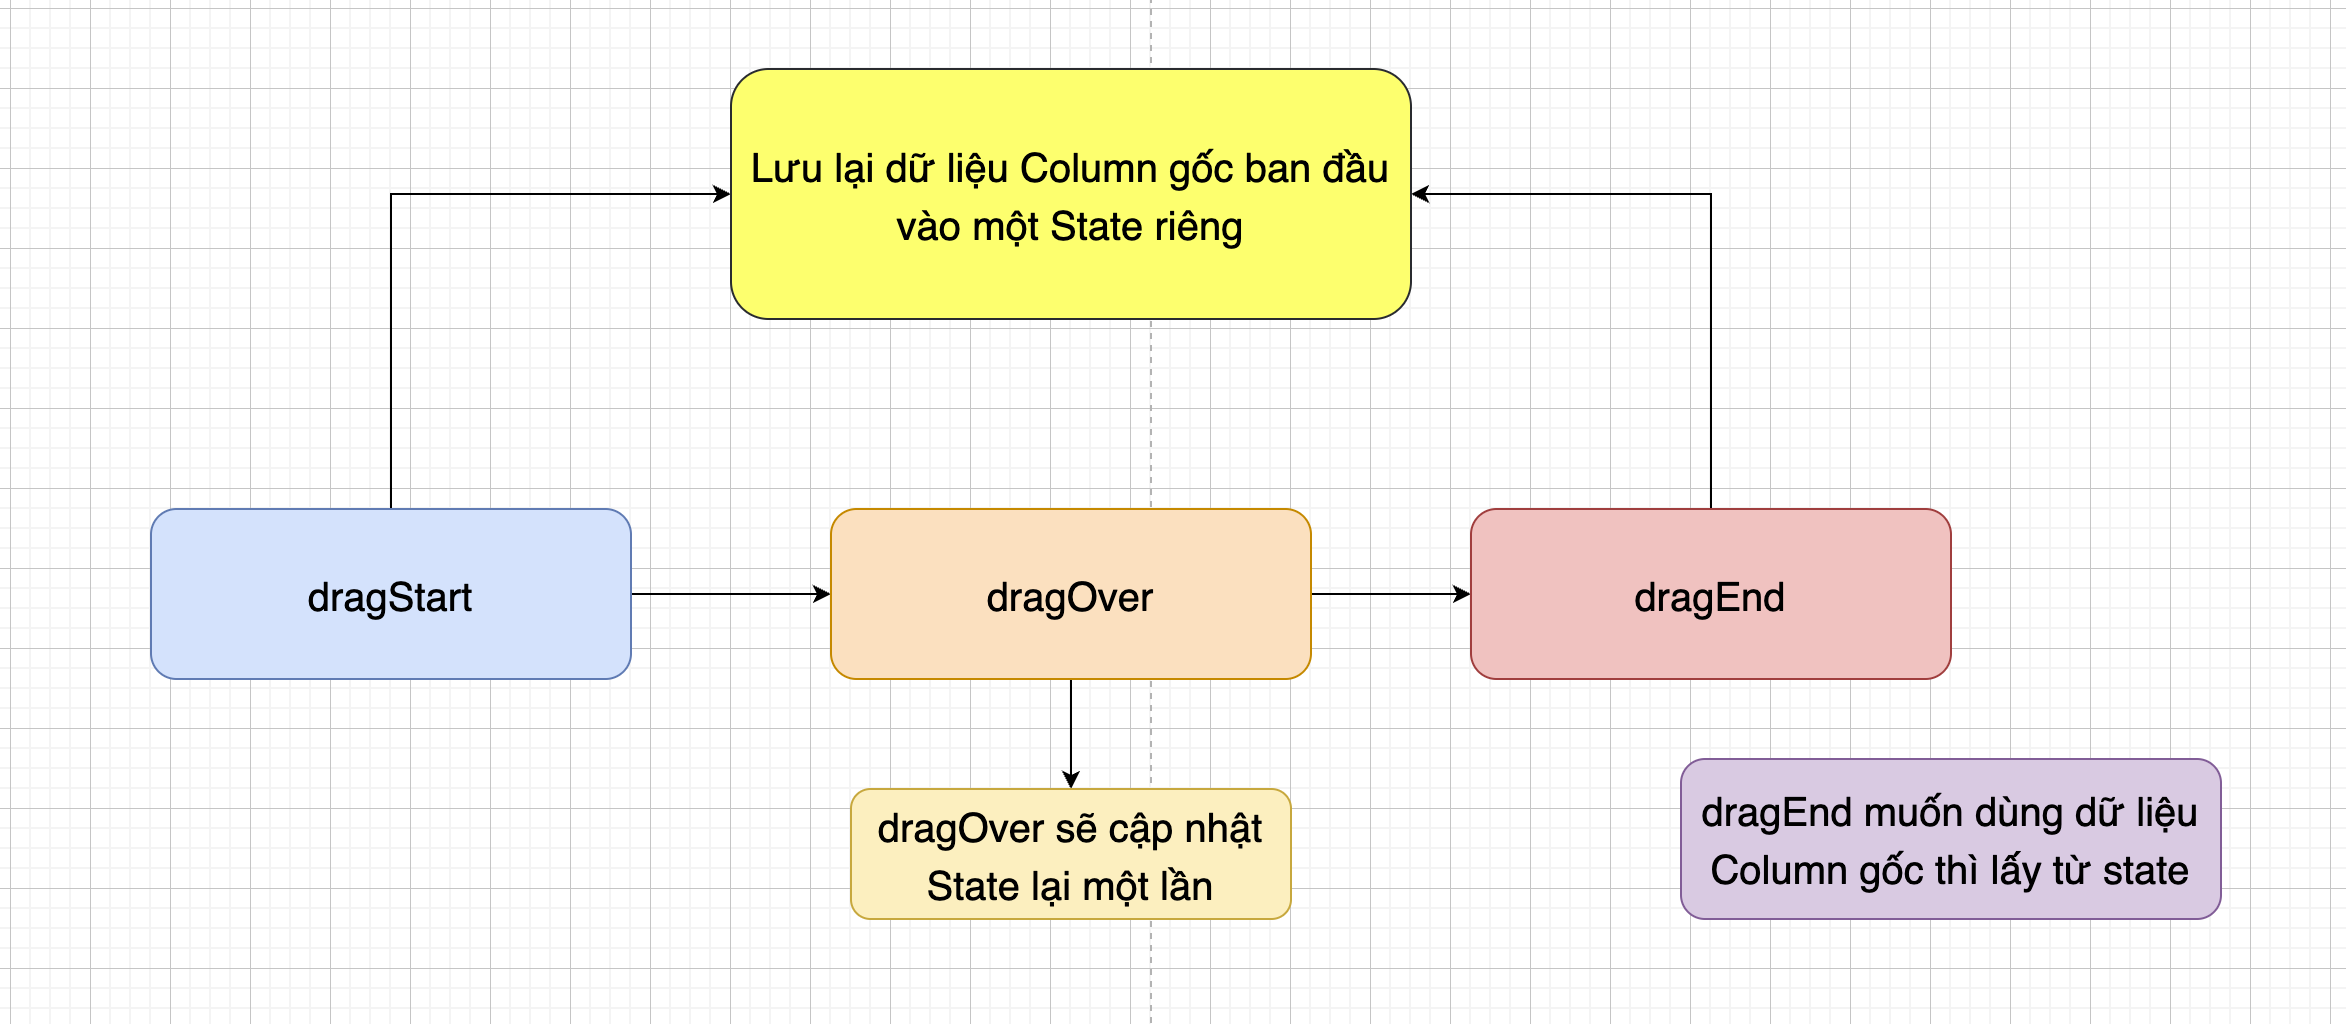 Lưu lại dữ liệu Column gốc ban đầu
vào một State riêng
dragStart
dragOver
dragEnd
dragOver sẽ cập nhật
State lại một lần
dragEnd muốn dùng dữ liệu
Column gốc thì lấy từ state